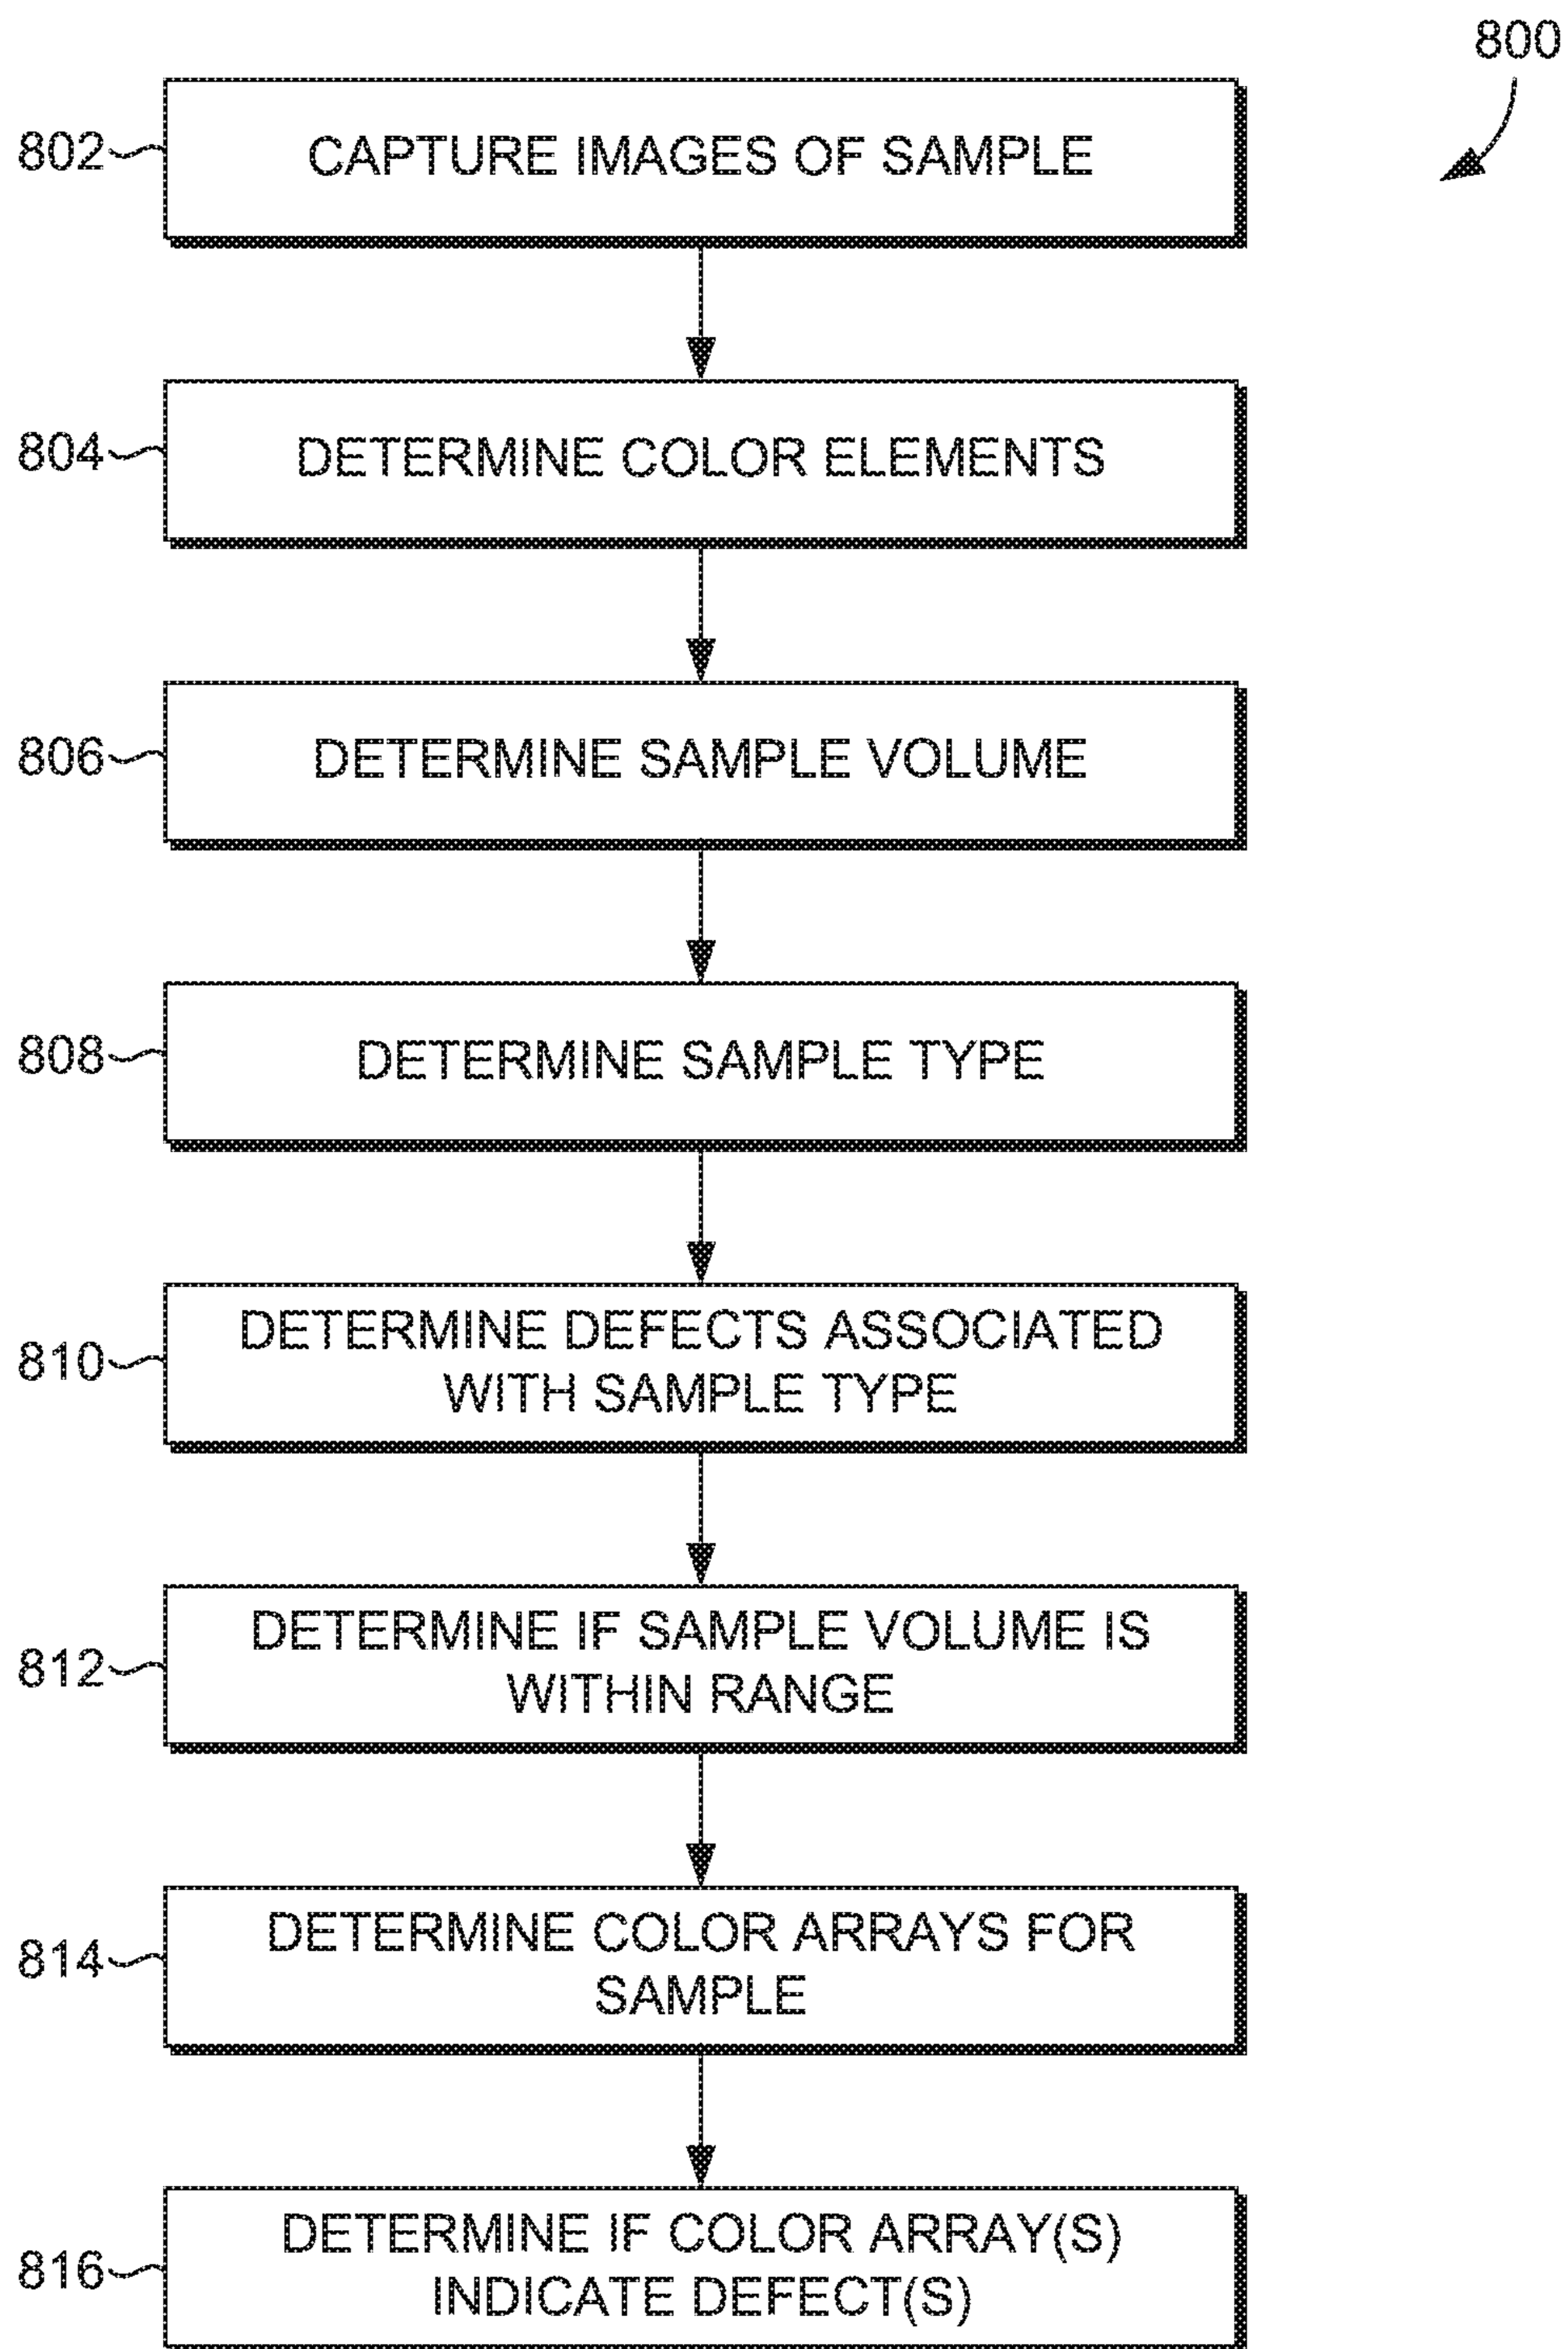 800
802
CAPTURE IMAGES OF SAMPLE
804
DETERMINE COLOR ELEMENTS
806
DETERMINE SAMPLE VOLUME
808
DETERMINE SAMPLE TYPE
810
DETERMINE DEFECTS ASSOCIATED
WITH SAMPLE TYPE
812
DETERMINE IF SAMPLE VOLUME IS
WITHIN RANGE
814
DETERMINE COLOR ARRAYS FOR
SAMPLE
816
DETERMINE IF COLOR ARRAY(S)
INDICATE DEFECT(S)